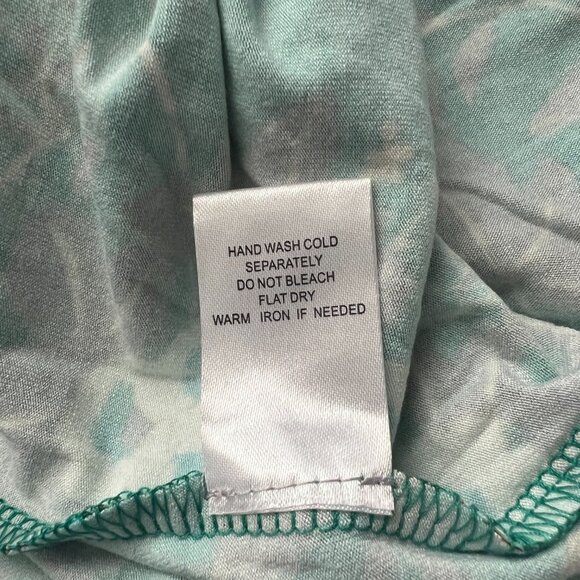 HAND WASH COLD
SEPARATELY
DO NOT BLEACH
FLAT DRY
WARM IRON IF NEEDED